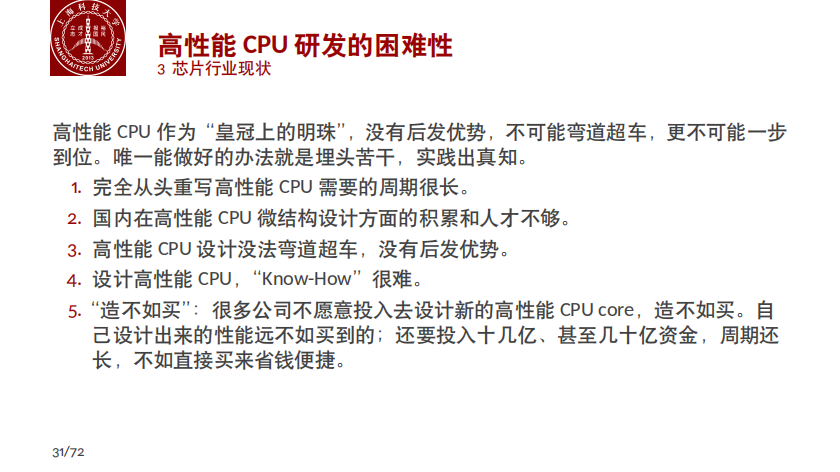 上海科技大学
立志 成才 报国 裕民
2013
SHANGHAITECH UNIVERSITY
高性能 CPU 研发的困难性
3 芯片行业现状
高性能 CPU 作为“皇冠上的明珠”，没有后发优势，不可能弯道超车，更不可能一步
到位。唯一能做好的办法就是埋头苦干，实践出真知。
1. 完全从头重写高性能 CPU 需要的周期很长。
2. 国内在高性能 CPU 微结构设计方面的积累和人才不够。
3. 高性能 CPU 设计没法弯道超车，没有后发优势。
4. 设计高性能 CPU，“Know-How”很难。
5. “造不如买”：很多公司不愿意投入去设计新的高性能 CPU core，造不如买。自
己设计出来的性能远不如买到的；还要投入十几亿、甚至几十亿资金，周期还
长，不如直接买来省钱便捷。
31/72